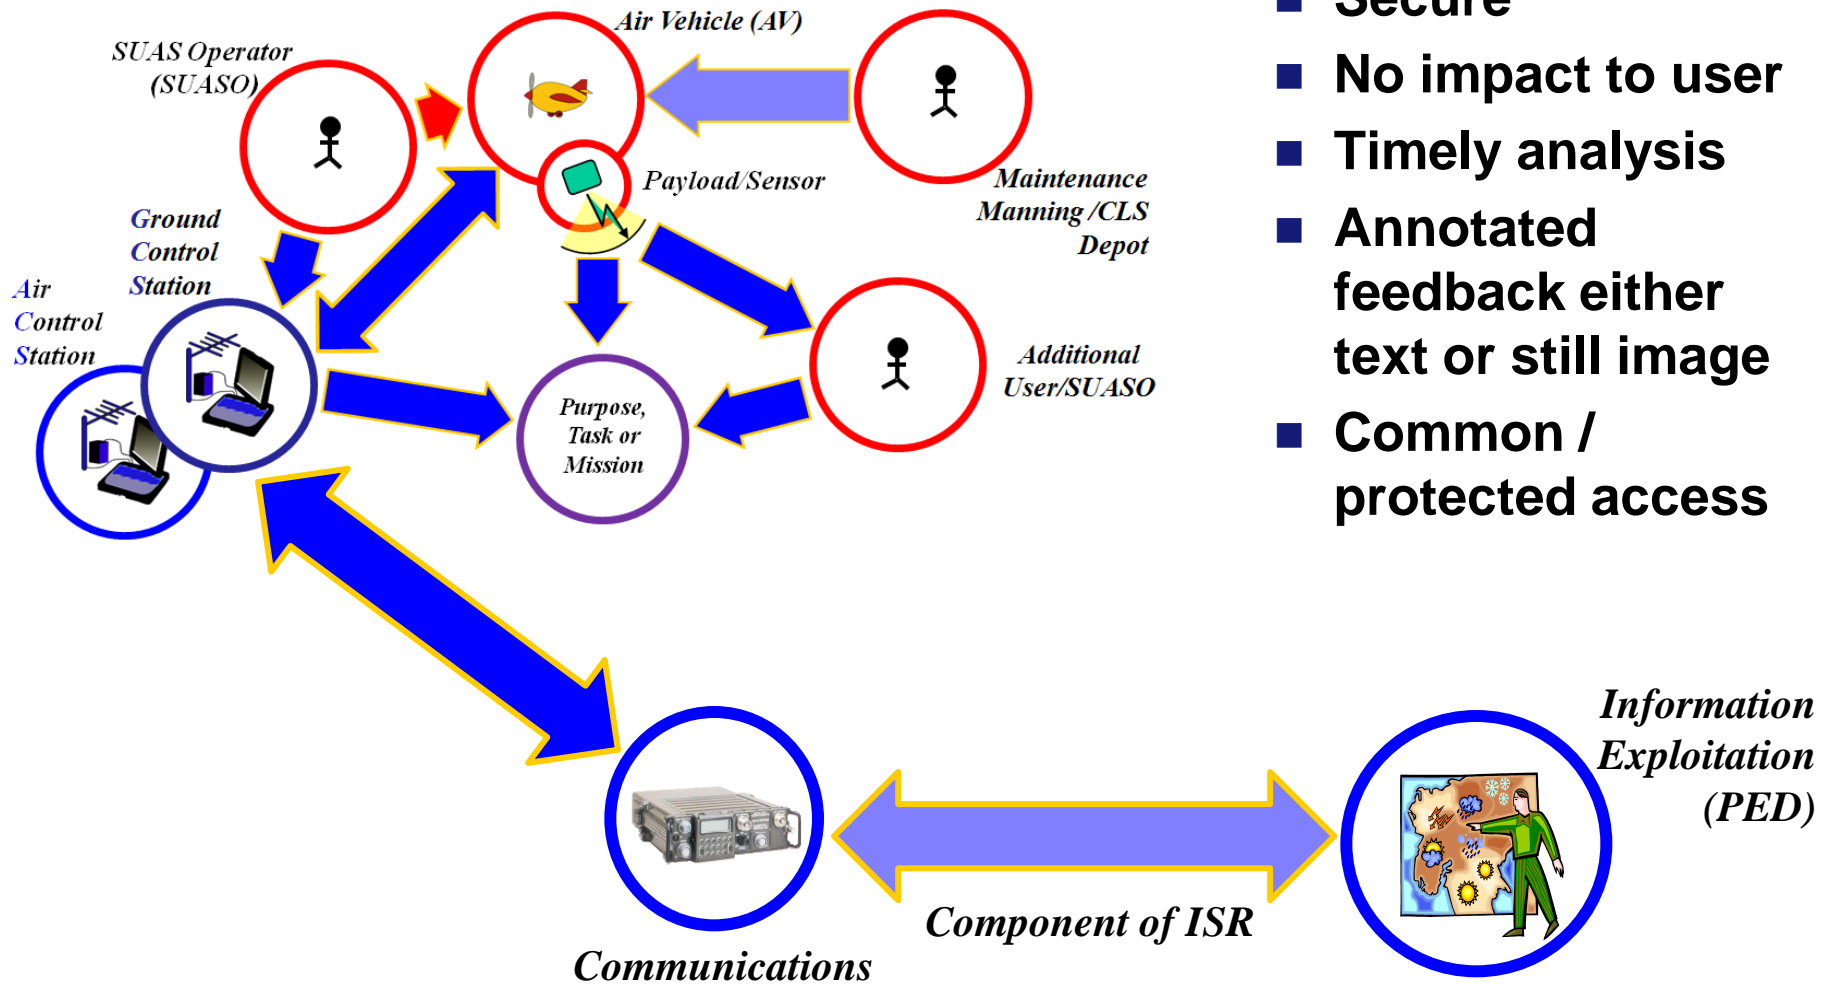 Air Vehicle (AV)
SUAS Operator
(SUASO)
Payload/Sensor
Maintenance
Manning /CLS
Depot
Ground
Control
Station
Air
Control
Station
Additional
User/SUASO
Purpose,
Task or
Mission
Secure
No impact to user
Timely analysis
Annotated
feedback either
text or still image
Common /
protected access
Information
Exploitation
(PED)
Component of ISR
Communications